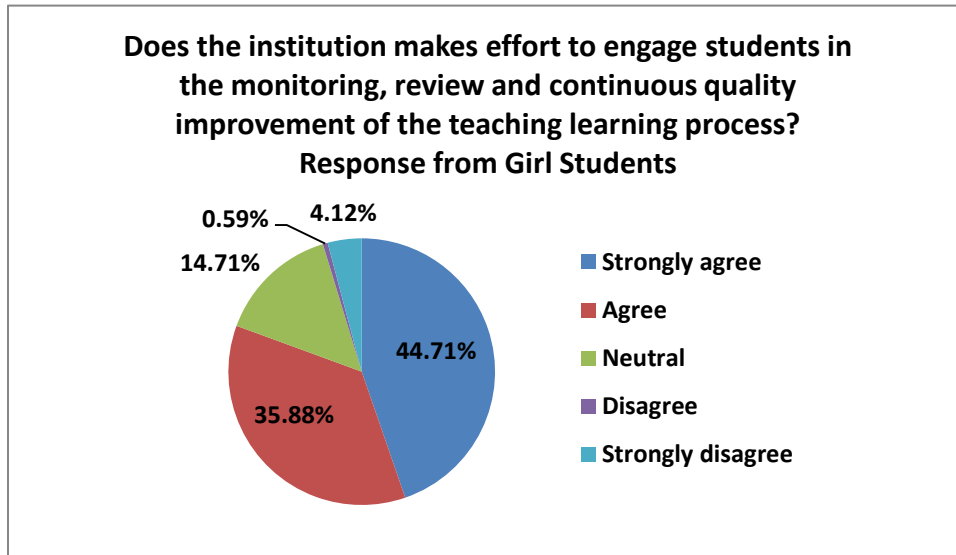 Does the institution makes effort to engage students in
the monitoring, review and continuous quality
improvement of the teaching learning process?
Response from Girl Students
0.59%
4.12%
14.71%
44.71%
35.88%
Strongly agree
Agree
Neutral
Disagree
Strongly disagree